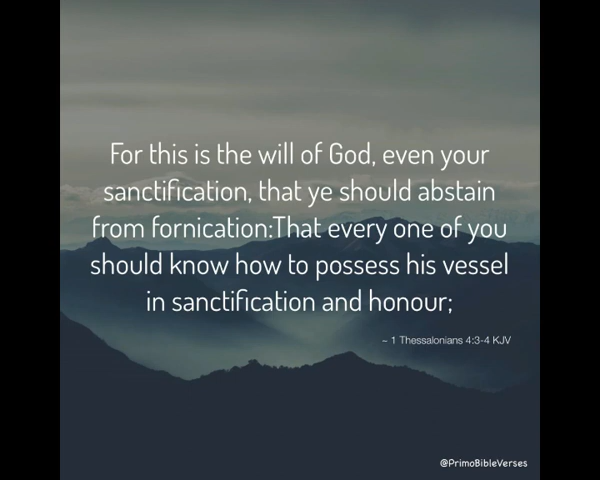 For this is the will of God, even your
sanctification, that ye should abstain
from fornication:That every one of you
should know how to possess his vessel
in sanctification and honour;
~ 1 Thessalonians 4:3-4 KJV
@PrimoBibleVerses